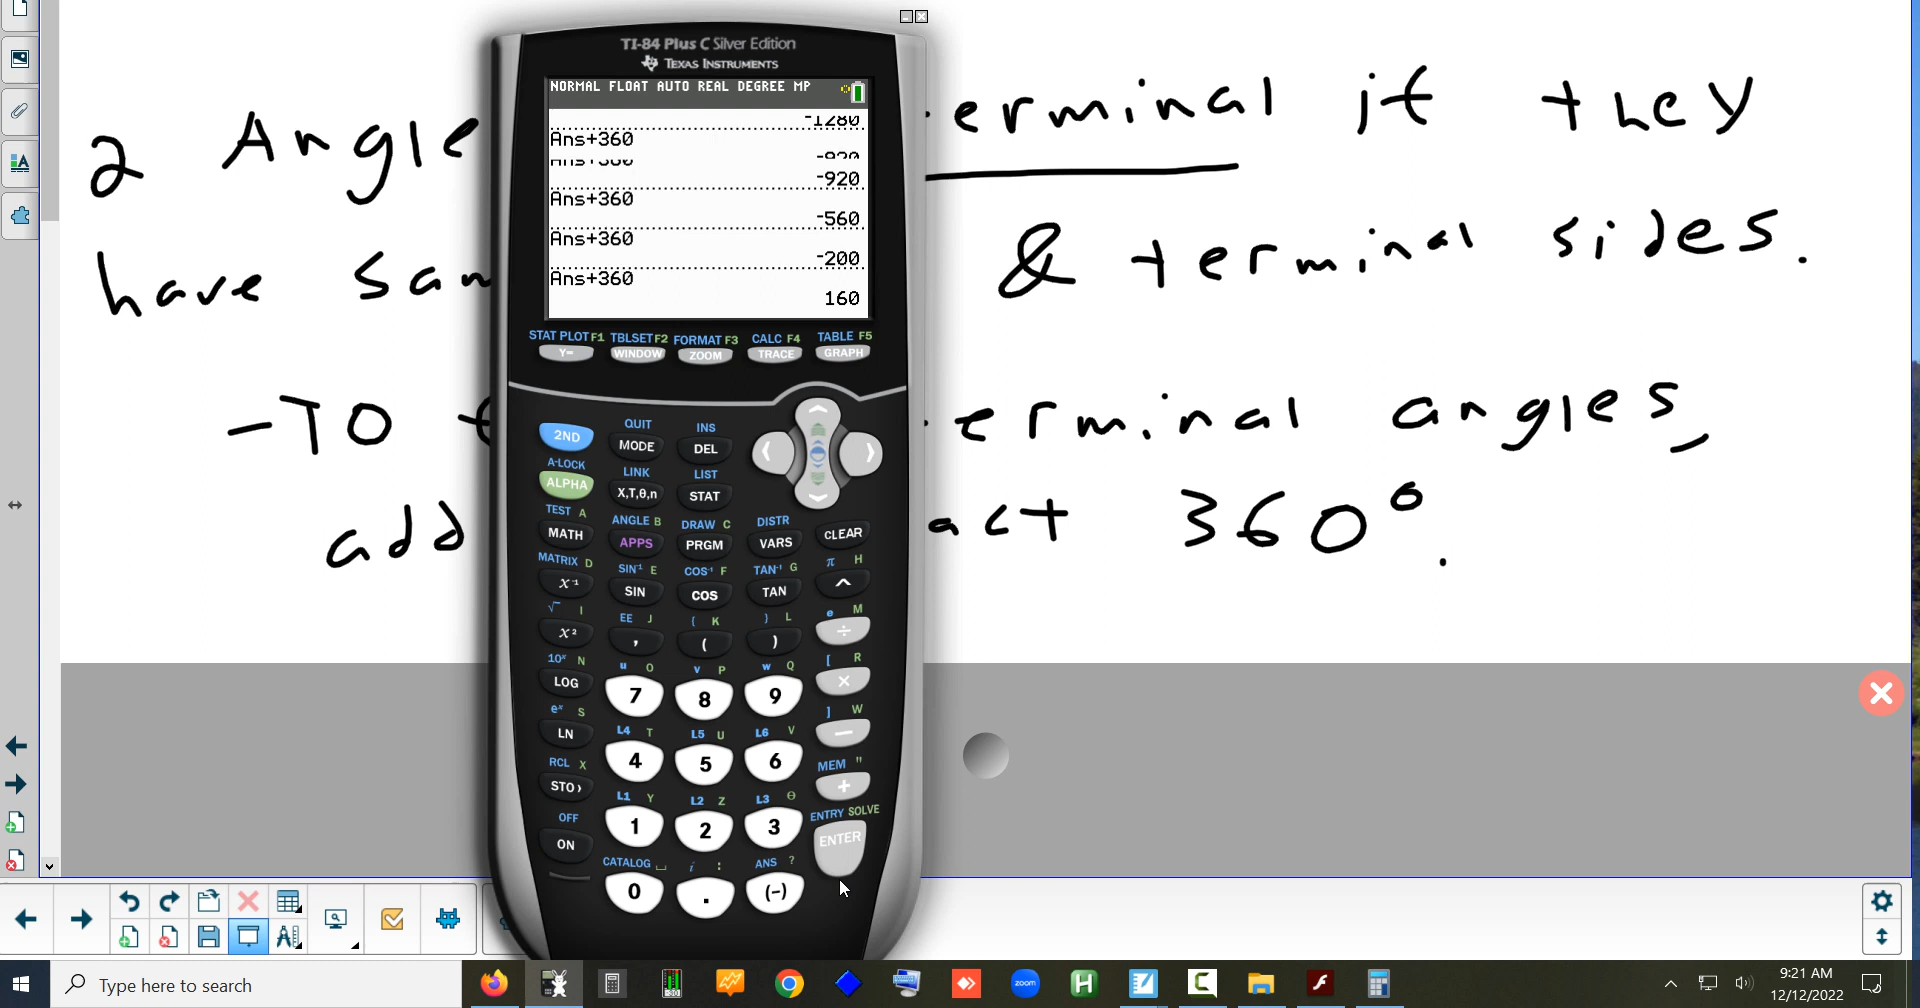 TI-84 Plus C Silver Edition
TEXAS INSTRUMENTS
NORMAL FLOAT AUTO REAL DEGREE MP
-1280
Ans+360
-920
Ans+360
-920
Ans+360
-560
Ans+360
-200
Ans+360
160
2 Angle erminal if they
have sam & terminal sides.
-TO erminal angles,
add act 360°.
STAT PLOT F1 TBLSET F2 FORMAT F3 CALC F4 TABLE F5
Y= WINDOW ZOOM TRACE GRAPH
QUIT INS
2ND MODE DEL
A-LOCK LINK LIST
ALPHA X,T,θ,n STAT
TEST A ANGLE B DRAW C DISTR
MATH APPS PRGM VARS CLEAR
MATRIX D SIN⁻¹ E COS⁻¹ F TAN⁻¹ G π H
x⁻¹ SIN COS TAN ^
√ I EE J { K } L e M
x² , ( ) ÷
10ˣ N u O v P w Q [ R
LOG 7 8 9 ×
eˣ S L4 T L5 U L6 V ] W
LN 4 5 6 −
RCL X L1 Y L2 Z L3 θ MEM "
STO› 1 2 3 +
OFF CATALOG ␣ i : ANS ? ENTRY SOLVE
ON 0 . (-) ENTER
Type here to search
zoom
9:21 AM
12/12/2022